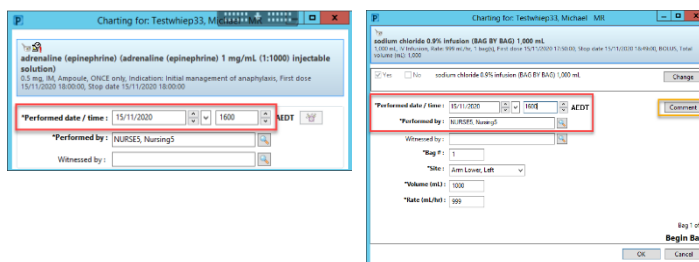 Charting for: Testwhiep33, Michael MR
adrenaline (epinephrine) (adrenaline (epinephrine) 1 mg/mL (1:1000) injectable
solution)
0.5 mg, IM, Ampoule, ONCE only, Indication: Initial management of anaphylaxis, First dose
15/11/2020 18:00:00, Stop date 15/11/2020 18:00:00
*Performed date / time : 15/11/2020 1600 AEDT
*Performed by : NURSE5, Nursing5
Witnessed by :
Charting for: Testwhiep33, Michael MR
sodium chloride 0.9% infusion (BAG BY BAG) 1,000 mL
1,000 mL, IV Infusion, Rate: 999 mL/hr, 1 bag(s), First dose 15/11/2020 17:50:00, Stop date 15/11/2020 18:49:00, BOLUS, Total
volume (mL): 1,000
Yes No sodium chloride 0.9% infusion (BAG BY BAG) 1,000 mL Change
*Performed date / time : 15/11/2020 1600 AEDT Comment
*Performed by : NURSE5, Nursing5
Witnessed by :
*Bag # : 1
*Site : Arm Lower, Left
*Volume (mL) : 1000
*Rate (mL/hr) : 999
Bag 1 of
Begin Ba
OK Cancel